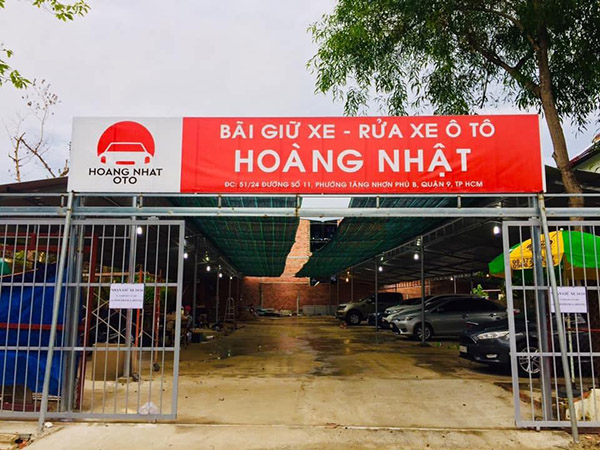 BÃI GIỮ XE - RỬA XE Ô TÔ
HOÀNG NHẬT
ĐC: 51/24 ĐƯỜNG SỐ 11, PHƯỜNG TĂNG NHƠN PHÚ B, QUẬN 9, TP HCM
HOANG NHAT
OTO